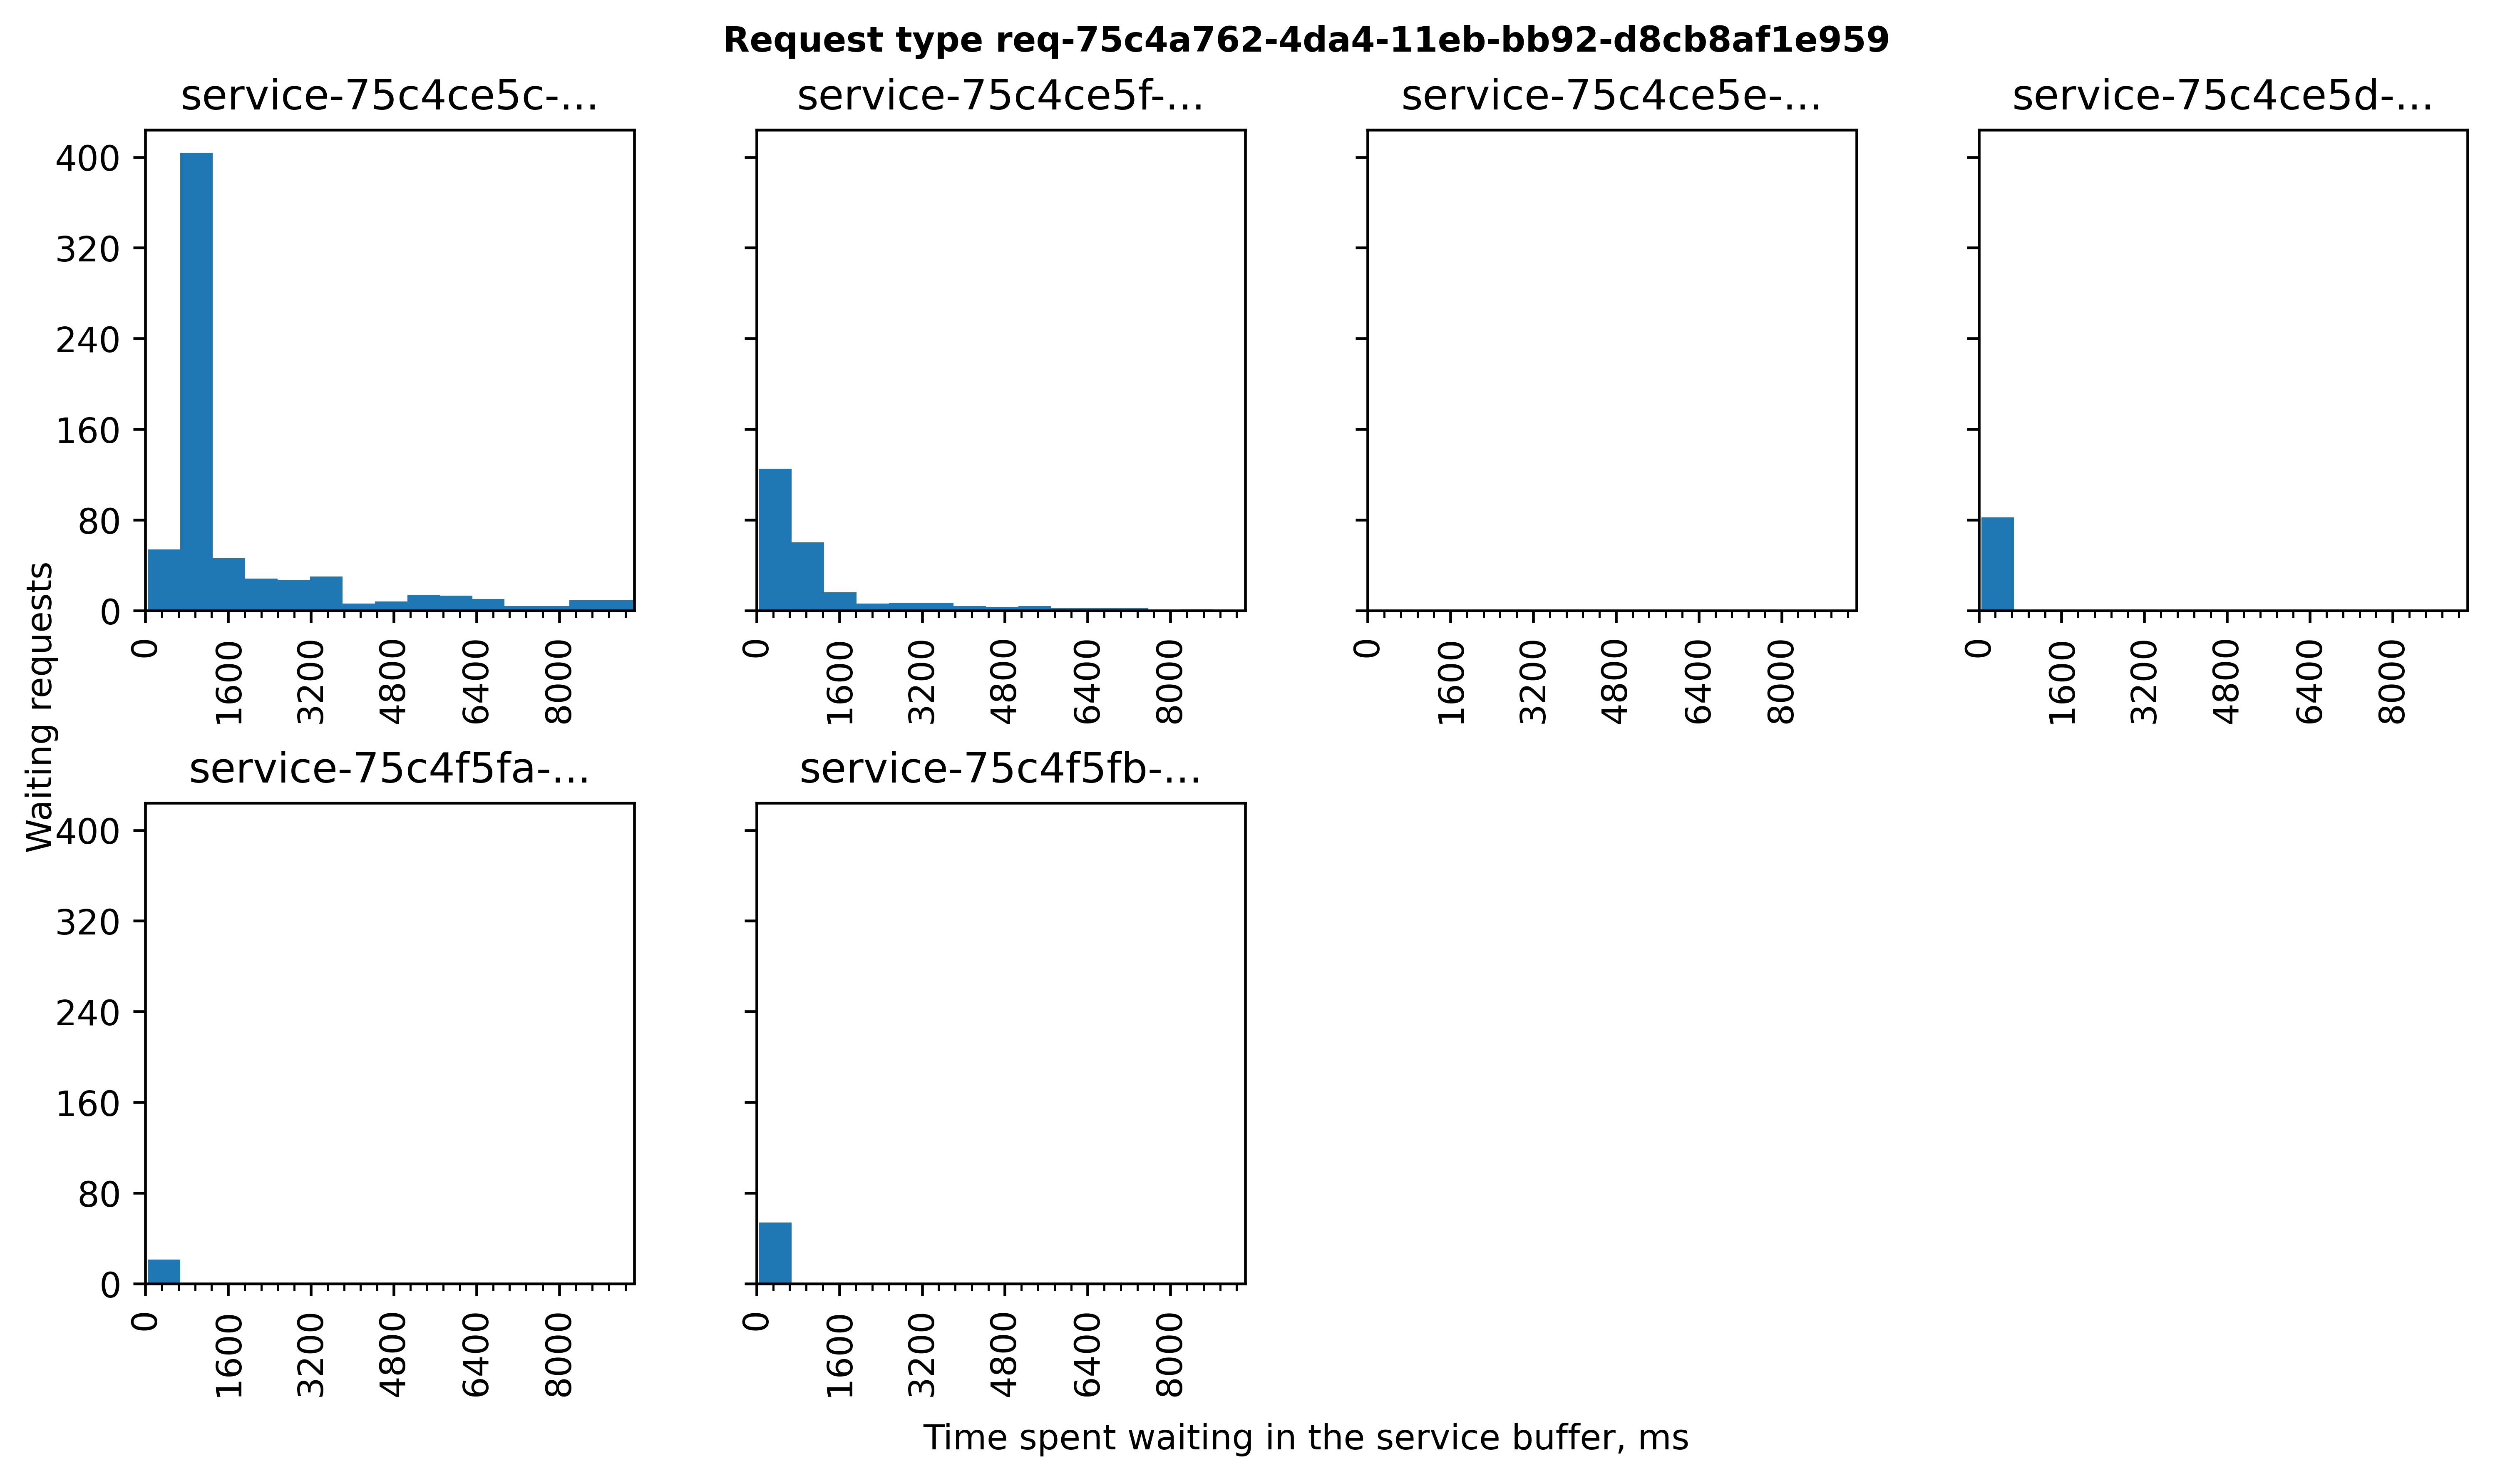 Request type req-75c4a762-4da4-11eb-bb92-d8cb8af1e959
service-75c4ce5c-...
service-75c4ce5f-...
service-75c4ce5e-...
service-75c4ce5d-...
400
320
240
160
80
0
0 1600 3200 4800 6400 8000
0 1600 3200 4800 6400 8000
0 1600 3200 4800 6400 8000
0 1600 3200 4800 6400 8000
Waiting requests
service-75c4f5fa-...
service-75c4f5fb-...
400
320
240
160
80
0
0 1600 3200 4800 6400 8000
0 1600 3200 4800 6400 8000
Time spent waiting in the service buffer, ms